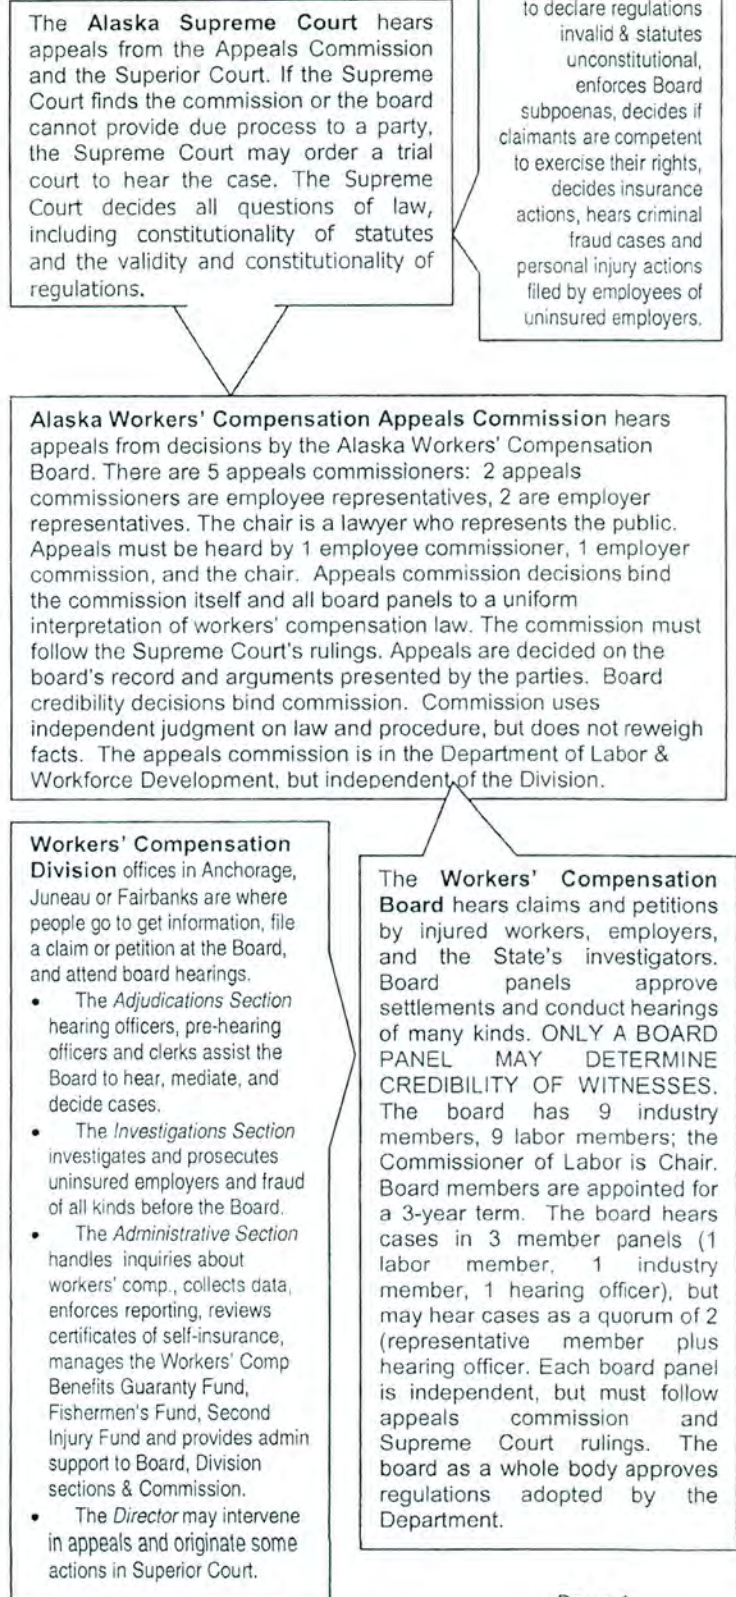 The Alaska Supreme Court hears
appeals from the Appeals Commission
and the Superior Court. If the Supreme
Court finds the commission or the board
cannot provide due process to a party,
the Supreme Court may order a trial
court to hear the case. The Supreme
Court decides all questions of law,
including constitutionality of statutes
and the validity and constitutionality of
regulations.
to declare regulations
invalid & statutes
unconstitutional,
enforces Board
subpoenas, decides if
claimants are competent
to exercise their rights,
decides insurance
actions, hears criminal
fraud cases and
personal injury actions
filed by employees of
uninsured employers.
Alaska Workers' Compensation Appeals Commission hears
appeals from decisions by the Alaska Workers' Compensation
Board. There are 5 appeals commissioners: 2 appeals
commissioners are employee representatives, 2 are employer
representatives. The chair is a lawyer who represents the public.
Appeals must be heard by 1 employee commissioner, 1 employer
commission, and the chair. Appeals commission decisions bind
the commission itself and all board panels to a uniform
interpretation of workers' compensation law. The commission must
follow the Supreme Court's rulings. Appeals are decided on the
board's record and arguments presented by the parties. Board
credibility decisions bind commission. Commission uses
independent judgment on law and procedure, but does not reweigh
facts. The appeals commission is in the Department of Labor &
Workforce Development, but independent of the Division.
Workers' Compensation
Division offices in Anchorage,
Juneau or Fairbanks are where
people go to get information, file
a claim or petition at the Board,
and attend board hearings.
• The Adjudications Section
hearing officers, pre-hearing
officers and clerks assist the
Board to hear, mediate, and
decide cases.
• The Investigations Section
investigates and prosecutes
uninsured employers and fraud
of all kinds before the Board.
• The Administrative Section
handles inquiries about
workers' comp., collects data,
enforces reporting, reviews
certificates of self-insurance,
manages the Workers' Comp
Benefits Guaranty Fund,
Fishermen's Fund, Second
Injury Fund and provides admin
support to Board, Division
sections & Commission.
• The Director may intervene
in appeals and originate some
actions in Superior Court.
The Workers' Compensation
Board hears claims and petitions
by injured workers, employers,
and the State's investigators.
Board panels approve
settlements and conduct hearings
of many kinds. ONLY A BOARD
PANEL MAY DETERMINE
CREDIBILITY OF WITNESSES.
The board has 9 industry
members, 9 labor members; the
Commissioner of Labor is Chair.
Board members are appointed for
a 3-year term. The board hears
cases in 3 member panels (1
labor member, 1 industry
member, 1 hearing officer), but
may hear cases as a quorum of 2
(representative member plus
hearing officer. Each board panel
is independent, but must follow
appeals commission and
Supreme Court rulings. The
board as a whole body approves
regulations adopted by the
Department.